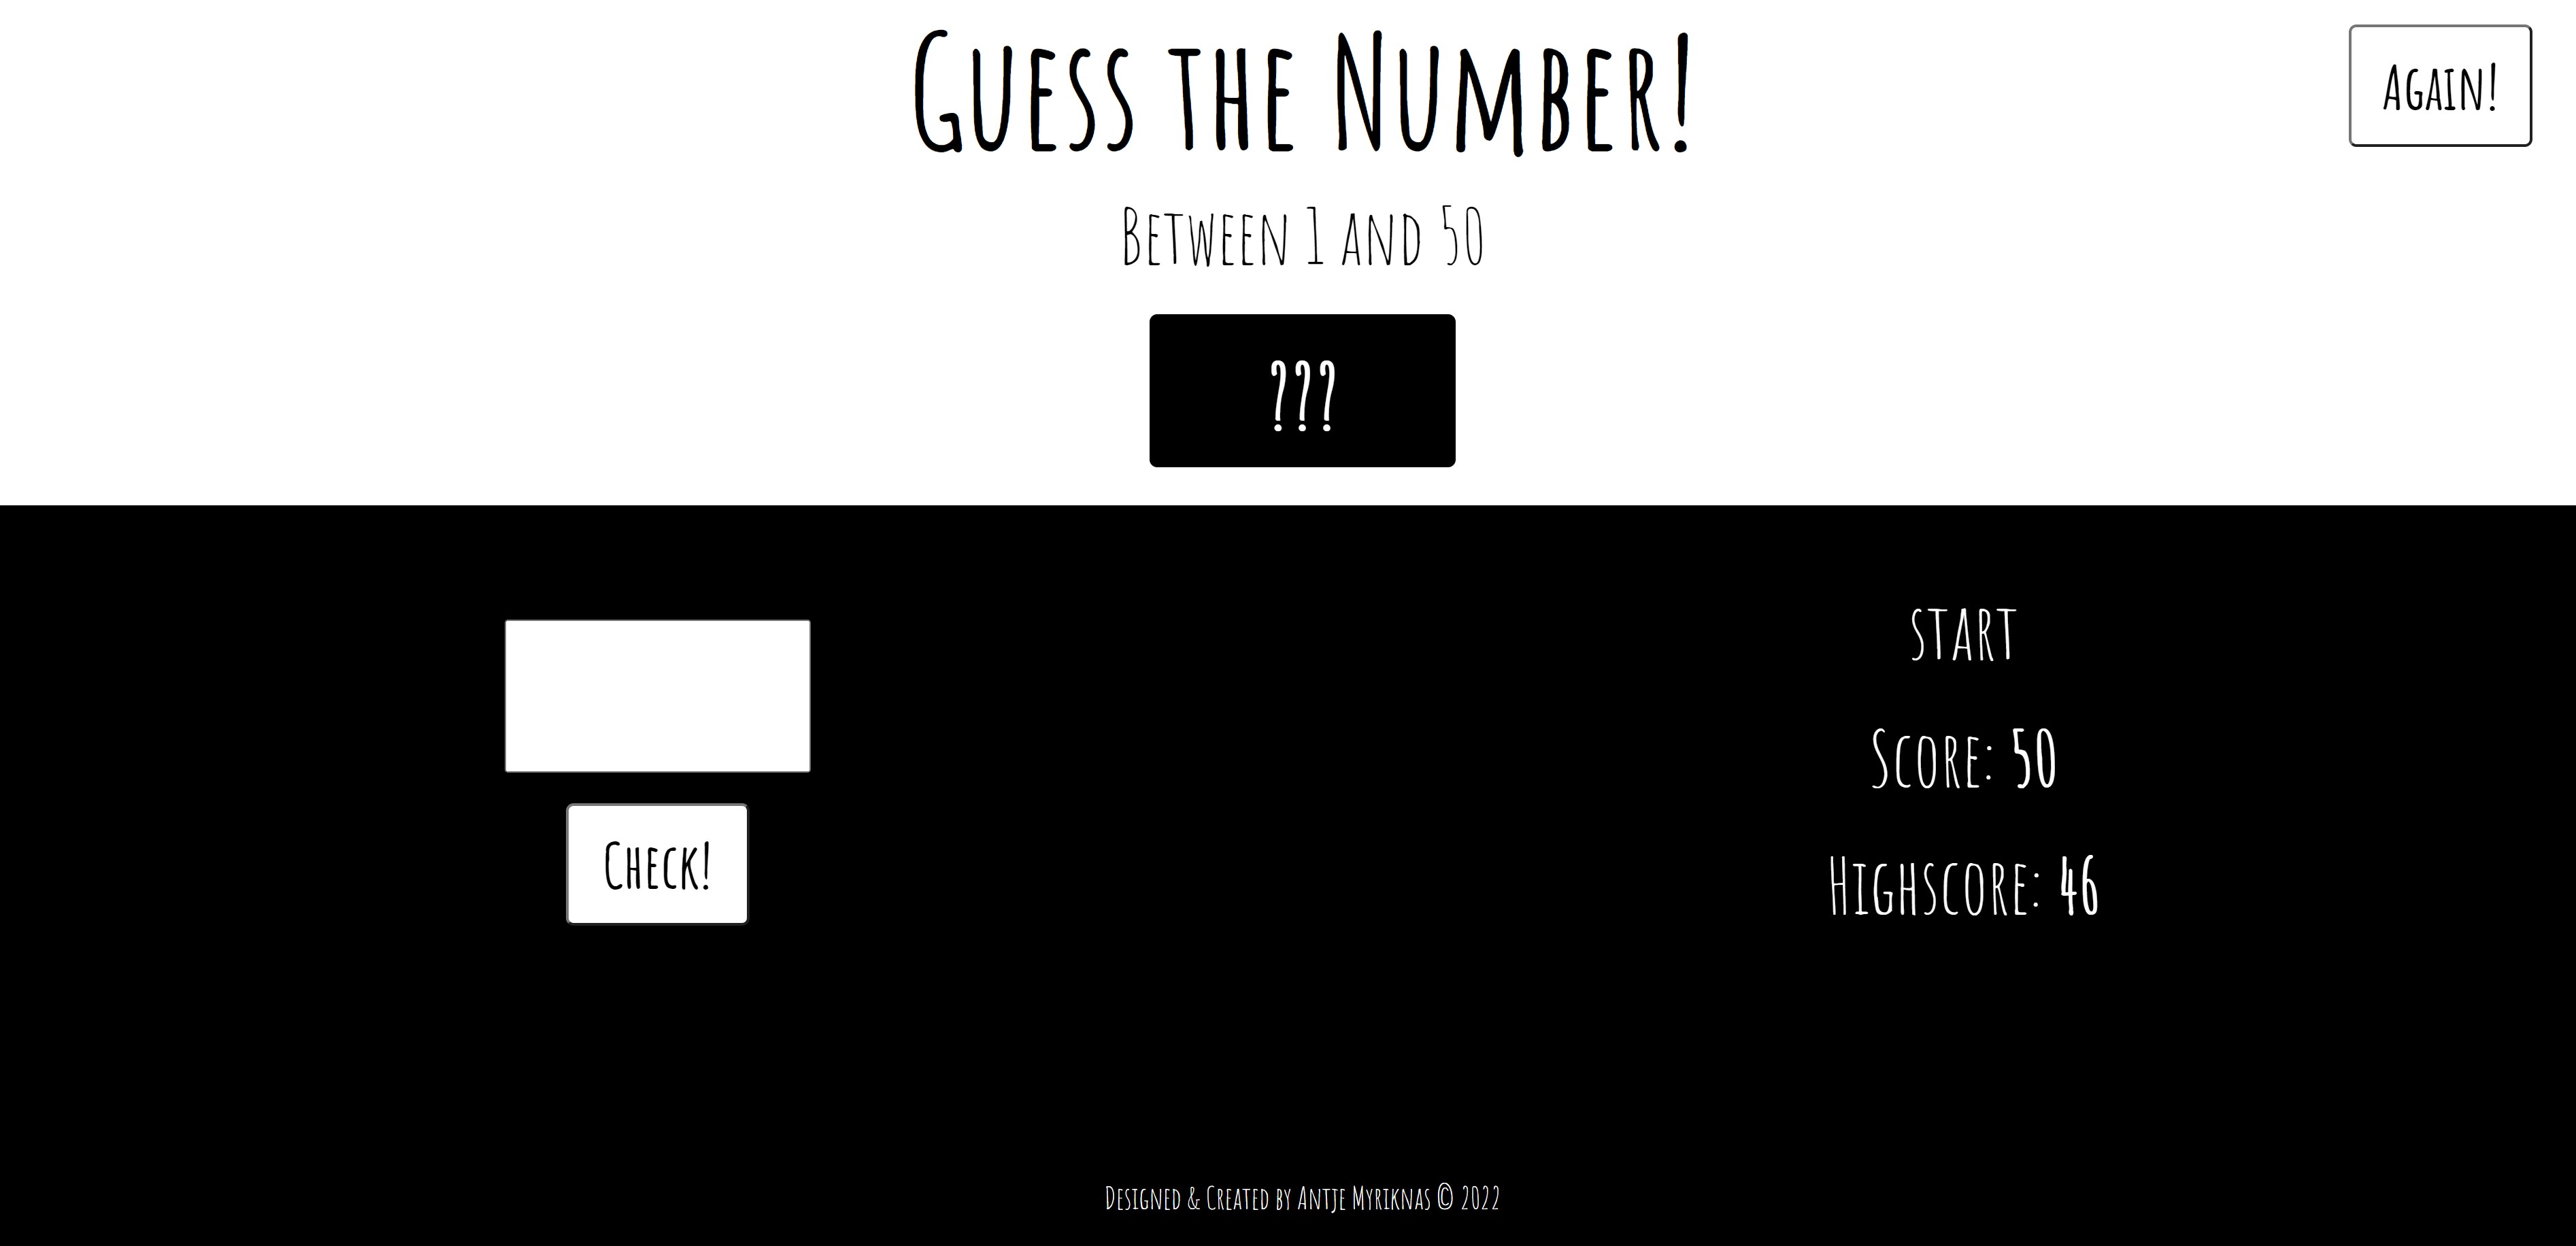 Guess the Number!
Again!
Between 1 and 50
???
START
Score: 50
Check!
Highscore: 46
Designed & Created by Antje Myriknas © 2022